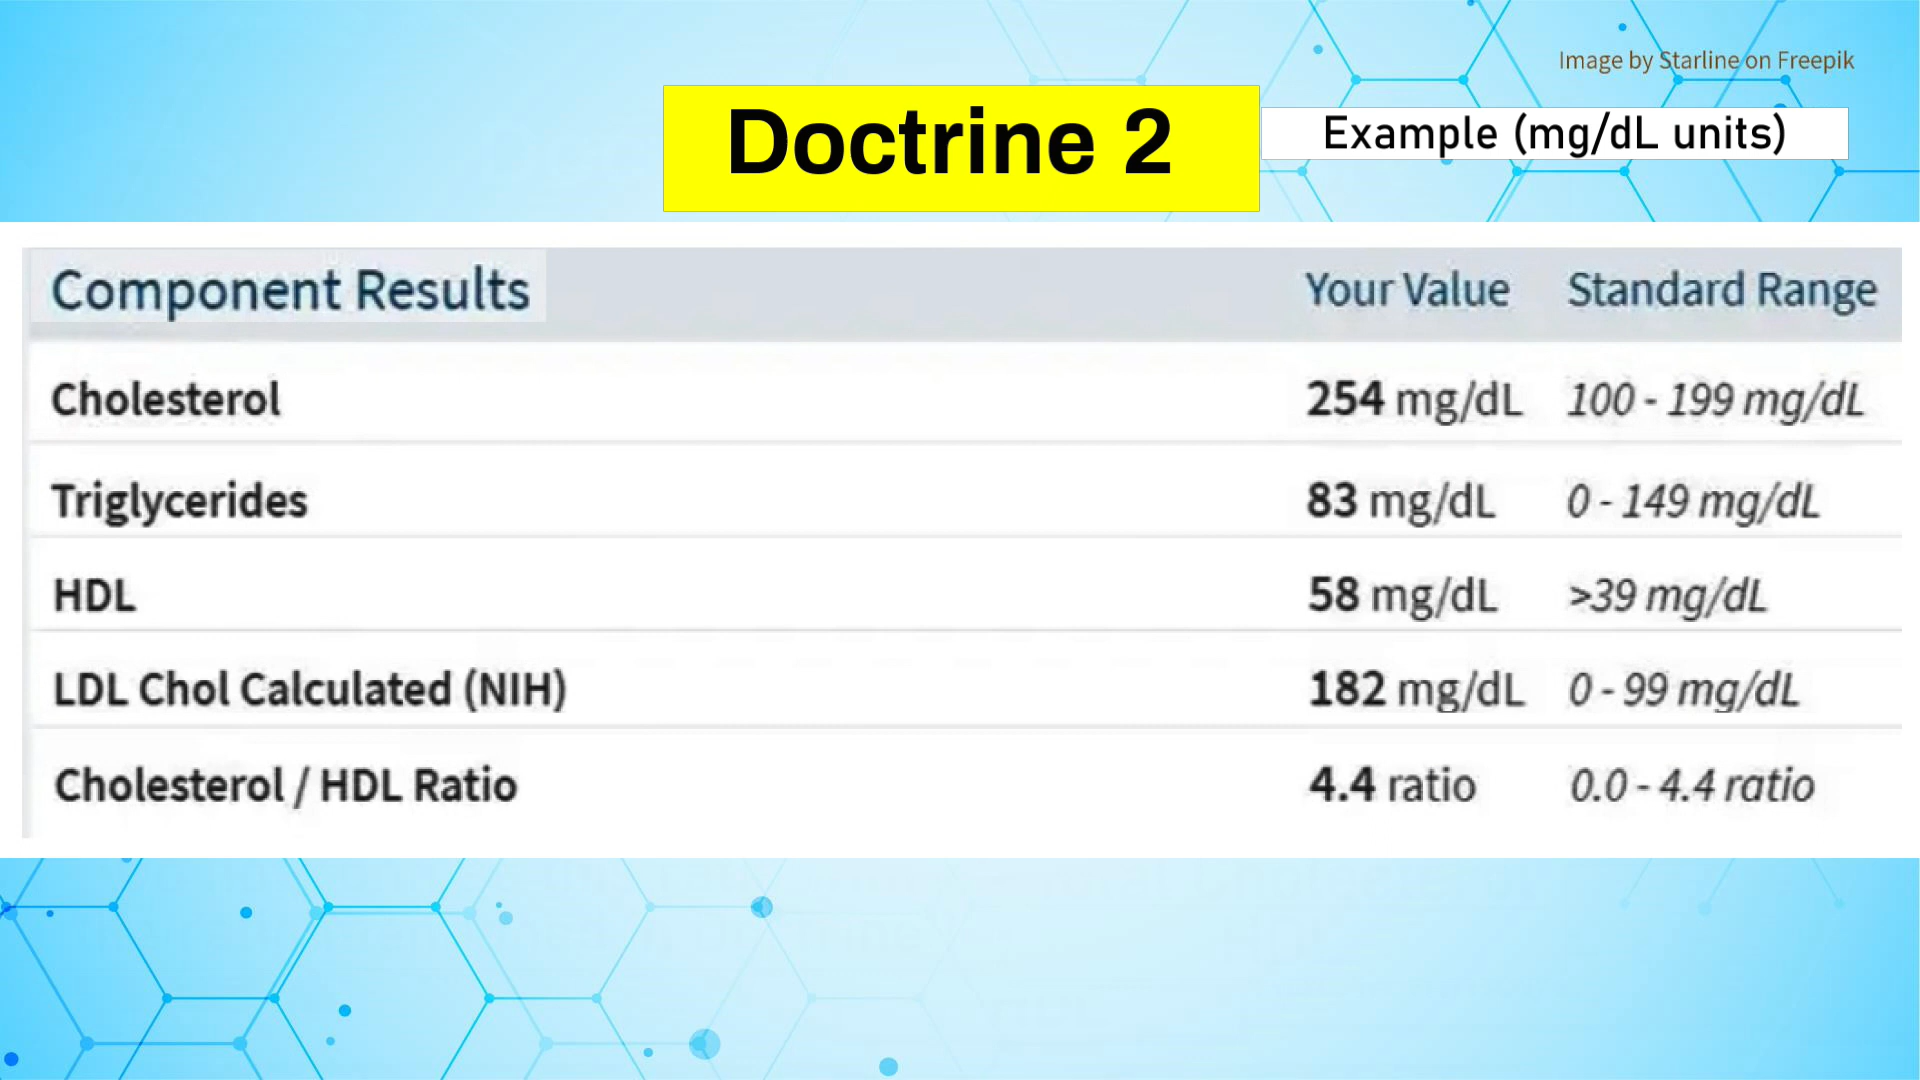 Image by Starline on Freepik
Doctrine 2
Example (mg/dL units)
Component Results Your Value Standard Range
Cholesterol 254 mg/dL 100 - 199 mg/dL
Triglycerides 83 mg/dL 0 - 149 mg/dL
HDL 58 mg/dL >39 mg/dL
LDL Chol Calculated (NIH) 182 mg/dL 0 - 99 mg/dL
Cholesterol / HDL Ratio 4.4 ratio 0.0 - 4.4 ratio